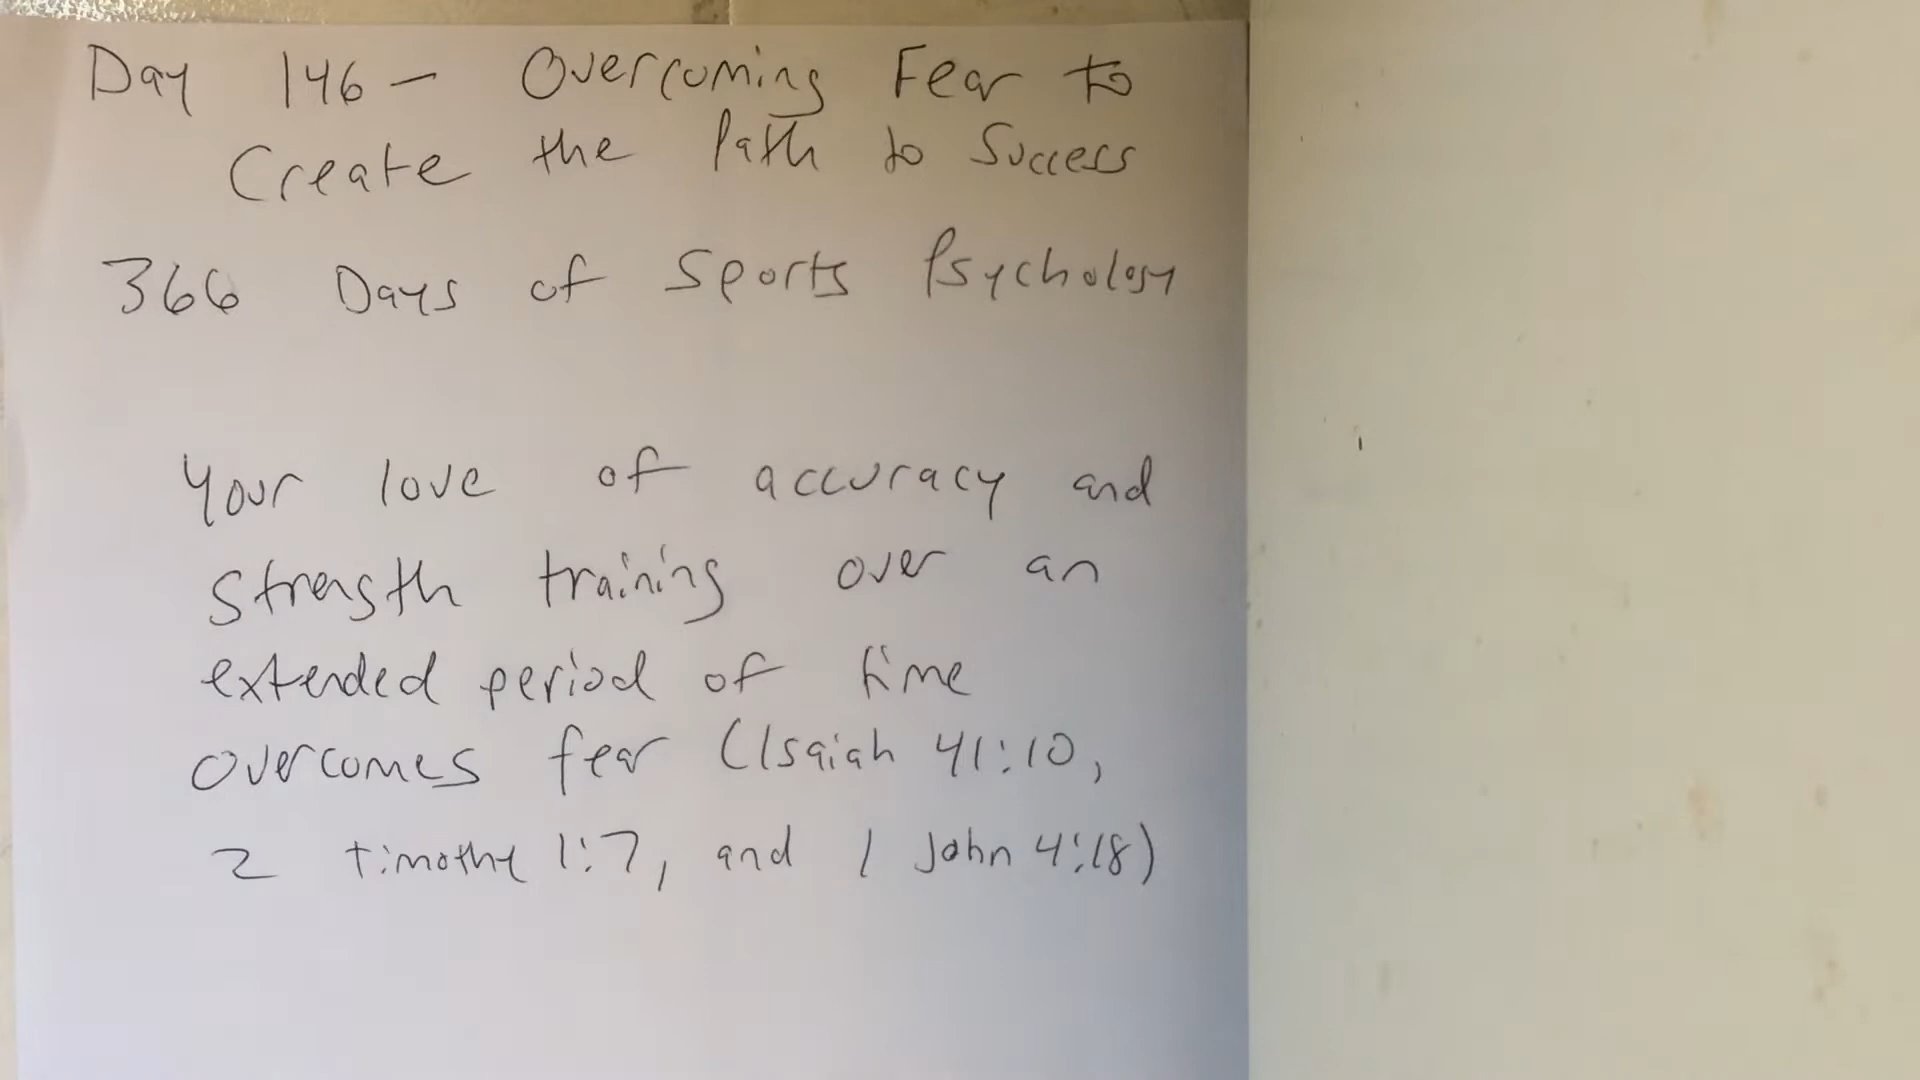 Day 146 - Overcoming Fear to
Create the Path to Success
366 Days of Sports Psychology
Your love of accuracy and
strength training over an
extended period of time
overcomes fear (Isaiah 41:10,
2 Timothy 1:7, and 1 John 4:18)